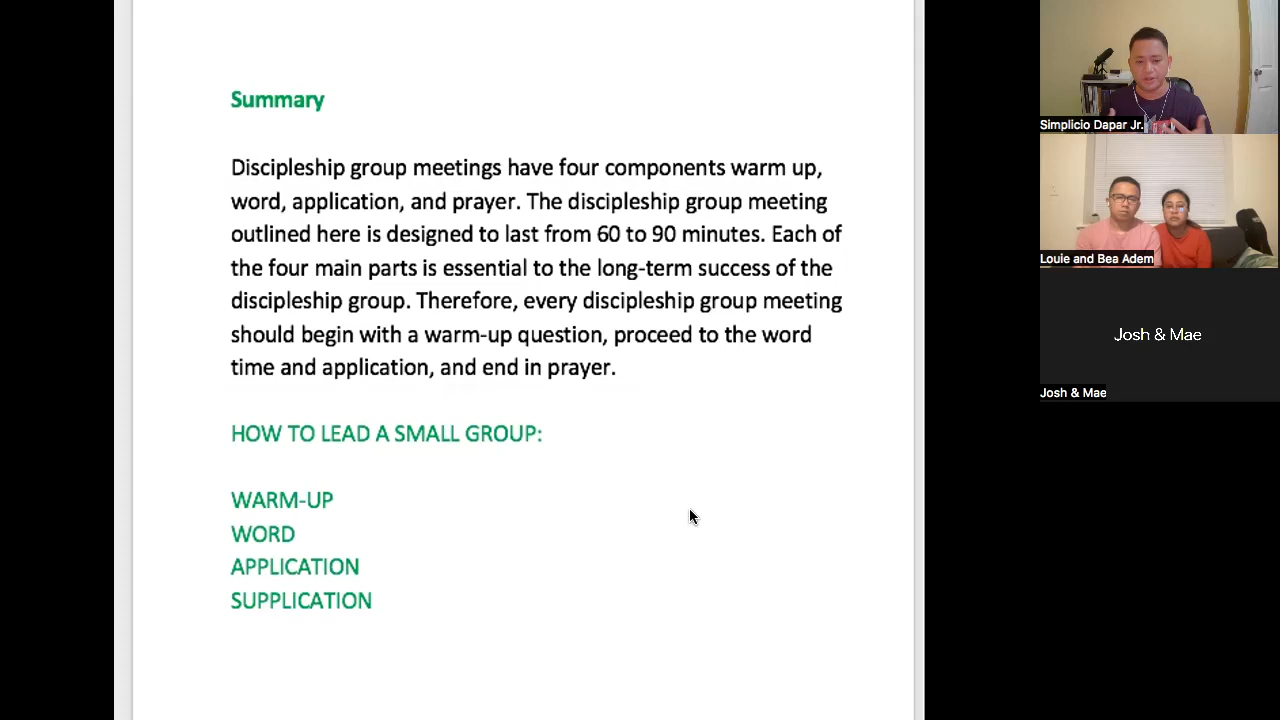 Summary
Discipleship group meetings have four components warm up,
word, application, and prayer. The discipleship group meeting
outlined here is designed to last from 60 to 90 minutes. Each of
the four main parts is essential to the long-term success of the
discipleship group. Therefore, every discipleship group meeting
should begin with a warm-up question, proceed to the word
time and application, and end in prayer.
HOW TO LEAD A SMALL GROUP:
WARM-UP
WORD
APPLICATION
SUPPLICATION
Simplicio Dapar Jr.
Louie and Bea Adem
Josh & Mae
Josh & Mae